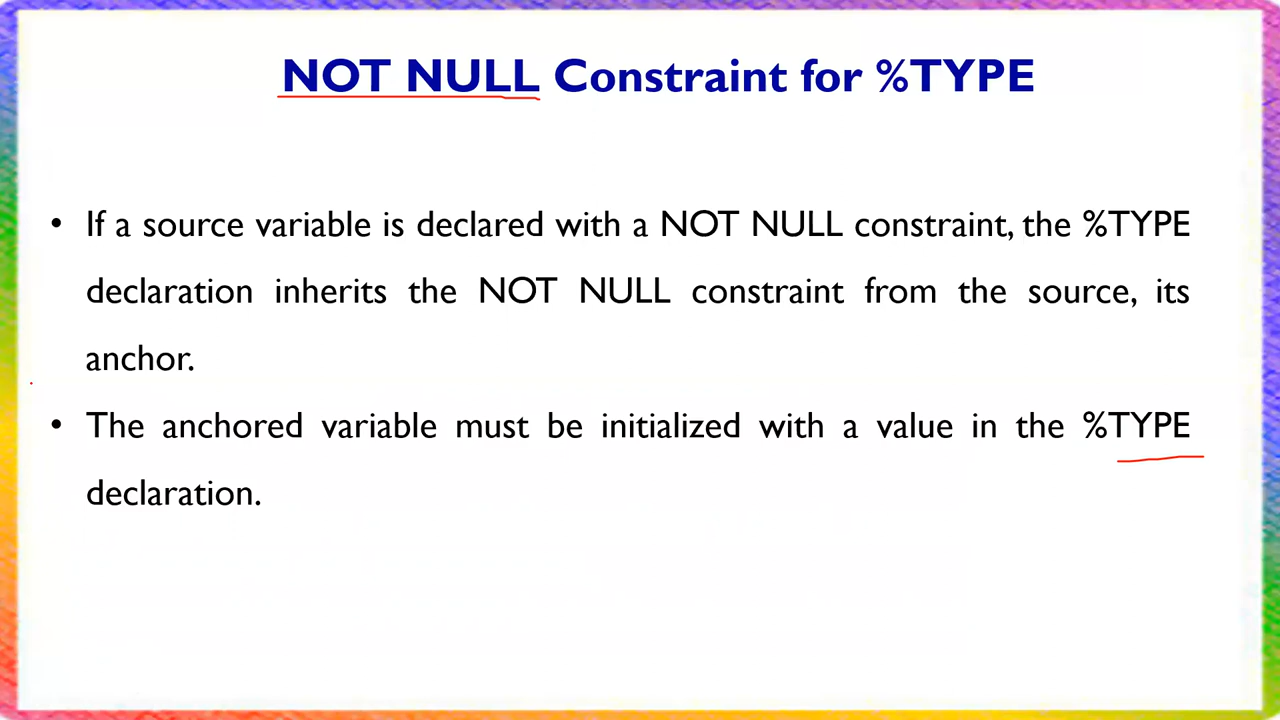 NOT NULL Constraint for %TYPE
• If a source variable is declared with a NOT NULL constraint, the %TYPE
declaration inherits the NOT NULL constraint from the source, its
anchor.
• The anchored variable must be initialized with a value in the %TYPE
declaration.